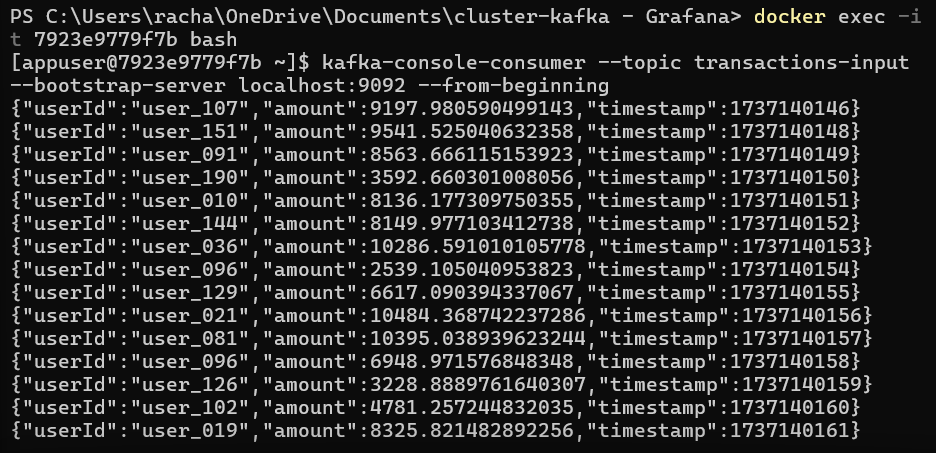 PS C:\Users\racha\OneDrive\Documents\cluster-kafka - Grafana> docker exec -i
t 7923e9779f7b bash
[appuser@7923e9779f7b ~]$ kafka-console-consumer --topic transactions-input
--bootstrap-server localhost:9092 --from-beginning
{"userId":"user_107","amount":9197.980590499143,"timestamp":1737140146}
{"userId":"user_151","amount":9541.525040632358,"timestamp":1737140148}
{"userId":"user_091","amount":8563.666115153923,"timestamp":1737140149}
{"userId":"user_190","amount":3592.660301008056,"timestamp":1737140150}
{"userId":"user_010","amount":8136.177309750355,"timestamp":1737140151}
{"userId":"user_144","amount":8149.977103412738,"timestamp":1737140152}
{"userId":"user_036","amount":10286.591010105778,"timestamp":1737140153}
{"userId":"user_096","amount":2539.105040953823,"timestamp":1737140154}
{"userId":"user_129","amount":6617.090394337067,"timestamp":1737140155}
{"userId":"user_021","amount":10484.368742237286,"timestamp":1737140156}
{"userId":"user_081","amount":10395.038939623244,"timestamp":1737140157}
{"userId":"user_096","amount":6948.971576848348,"timestamp":1737140158}
{"userId":"user_126","amount":3228.8889761640307,"timestamp":1737140159}
{"userId":"user_102","amount":4781.257244832035,"timestamp":1737140160}
{"userId":"user_019","amount":8325.821482892256,"timestamp":1737140161}